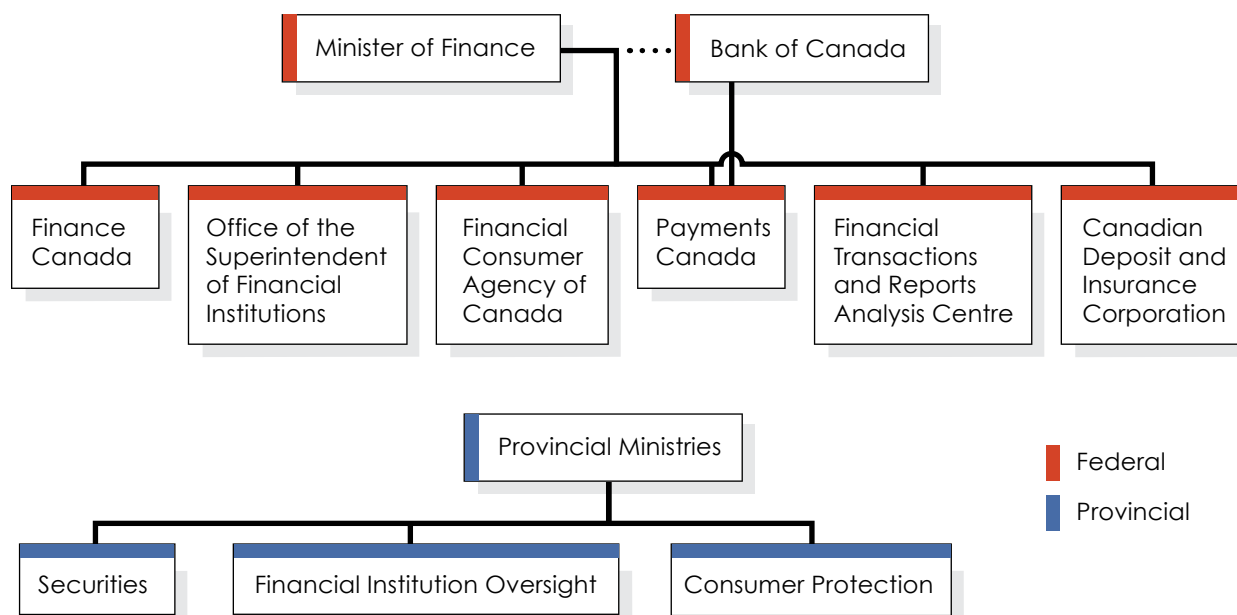 Minister of Finance
Bank of Canada
Finance
Canada
Office of the
Superintendent
of Financial
Institutions
Financial
Consumer
Agency of
Canada
Payments
Canada
Financial
Transactions
and Reports
Analysis Centre
Canadian
Deposit and
Insurance
Corporation
Provincial Ministries
Federal
Provincial
Securities
Financial Institution Oversight
Consumer Protection